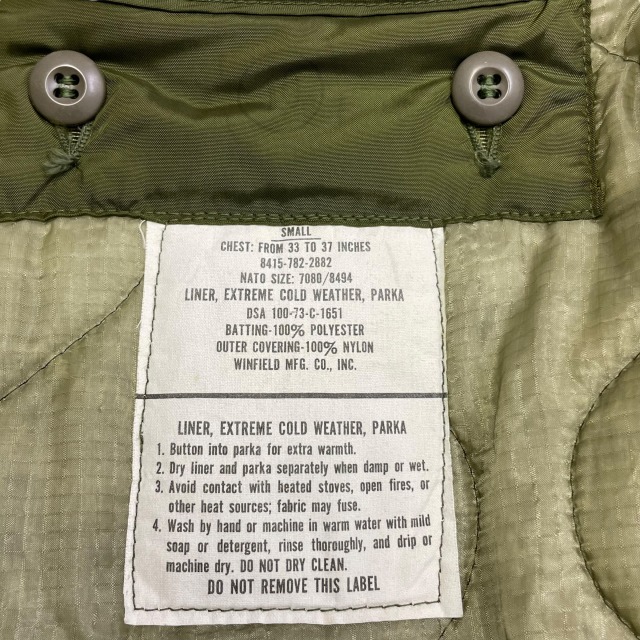 SMALL
CHEST: FROM 33 TO 37 INCHES
8415-782-2882
NATO SIZE: 7080/8494
LINER, EXTREME COLD WEATHER, PARKA
DSA 100-73-C-1651
BATTING-100% POLYESTER
OUTER COVERING-100% NYLON
WINFIELD MFG. CO., INC.
LINER, EXTREME COLD WEATHER, PARKA
1. Button into parka for extra warmth.
2. Dry liner and parka separately when damp or wet.
3. Avoid contact with heated stoves, open fires, or
other heat sources; fabric may fuse.
4. Wash by hand or machine in warm water with mild
soap or detergent, rinse thoroughly, and drip or
machine dry. DO NOT DRY CLEAN.
DO NOT REMOVE THIS LABEL